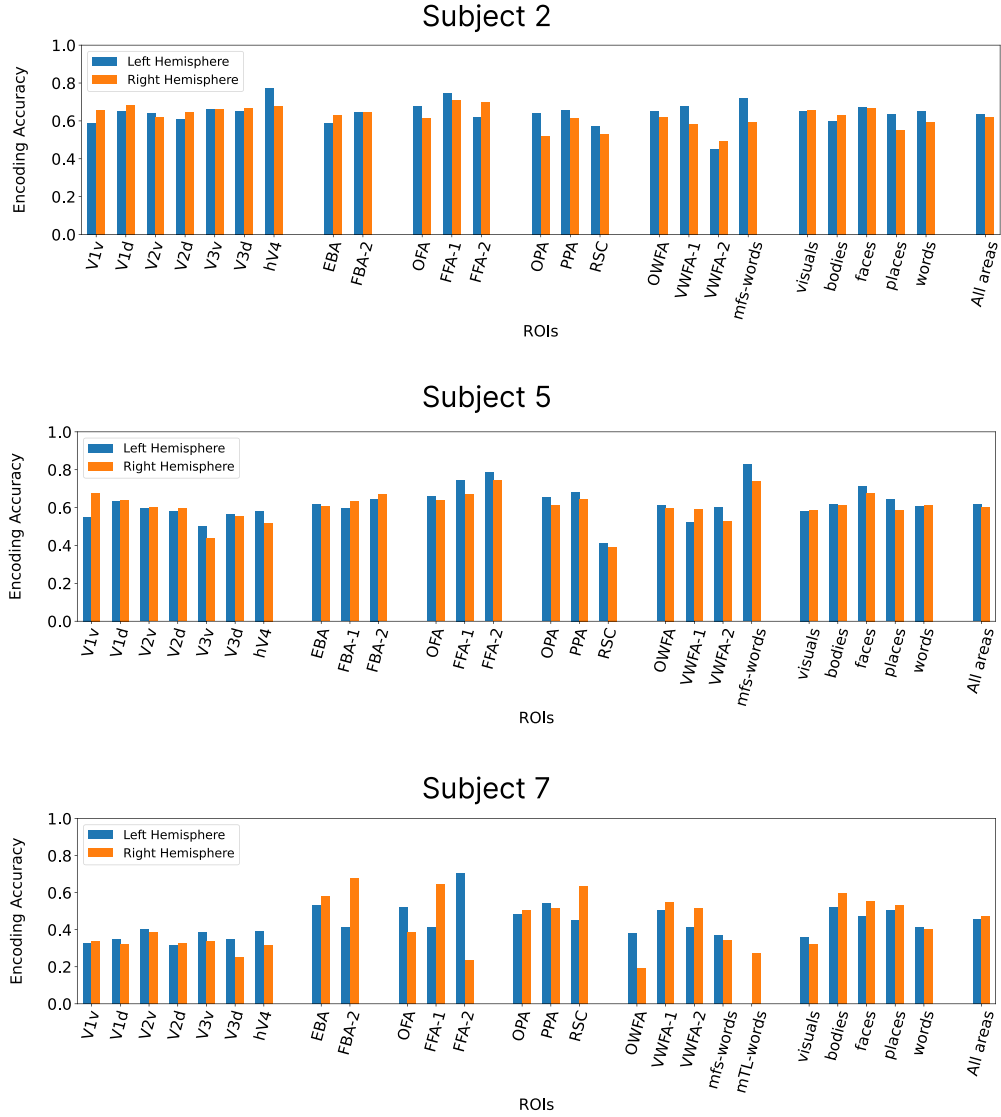 Subject 2
Encoding Accuracy
1.0
0.8
0.6
0.4
0.2
0.0
Left Hemisphere
Right Hemisphere
V1v V1d V2v V2d V3v V3d hV4 EBA FBA-2 OFA FFA-1 FFA-2 OPA PPA RSC OWFA VWFA-1 VWFA-2 mfs-words visuals bodies faces places words All areas
ROIs
Subject 5
Encoding Accuracy
1.0
0.8
0.6
0.4
0.2
0.0
Left Hemisphere
Right Hemisphere
V1v V1d V2v V2d V3v V3d hV4 EBA FBA-1 FBA-2 OFA FFA-1 FFA-2 OPA PPA RSC OWFA VWFA-1 VWFA-2 mfs-words visuals bodies faces places words All areas
ROIs
Subject 7
Encoding Accuracy
1.0
0.8
0.6
0.4
0.2
0.0
Left Hemisphere
Right Hemisphere
V1v V1d V2v V2d V3v V3d hV4 EBA FBA-2 OFA FFA-1 FFA-2 OPA PPA RSC OWFA VWFA-1 VWFA-2 mfs-words mTL-words visuals bodies faces places words All areas
ROIs